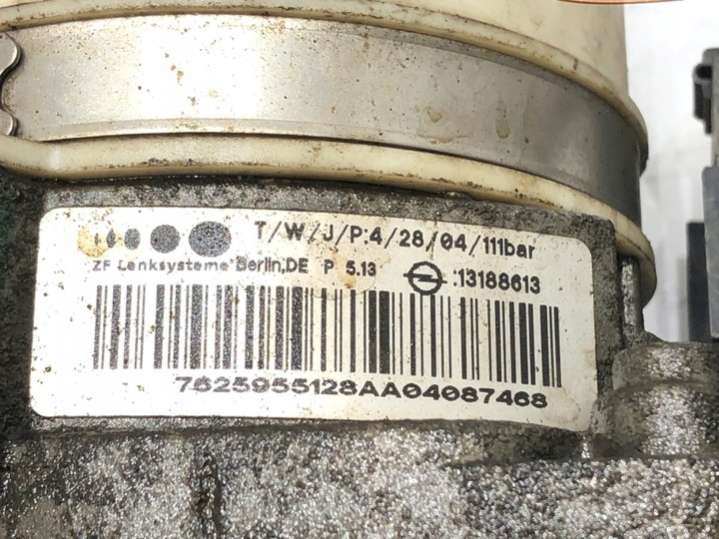 T/W/J/P:4/28/04/111bar
ZF Lenksysteme Berlin,DE P 5.13 :13188613
7625955128AA04087468